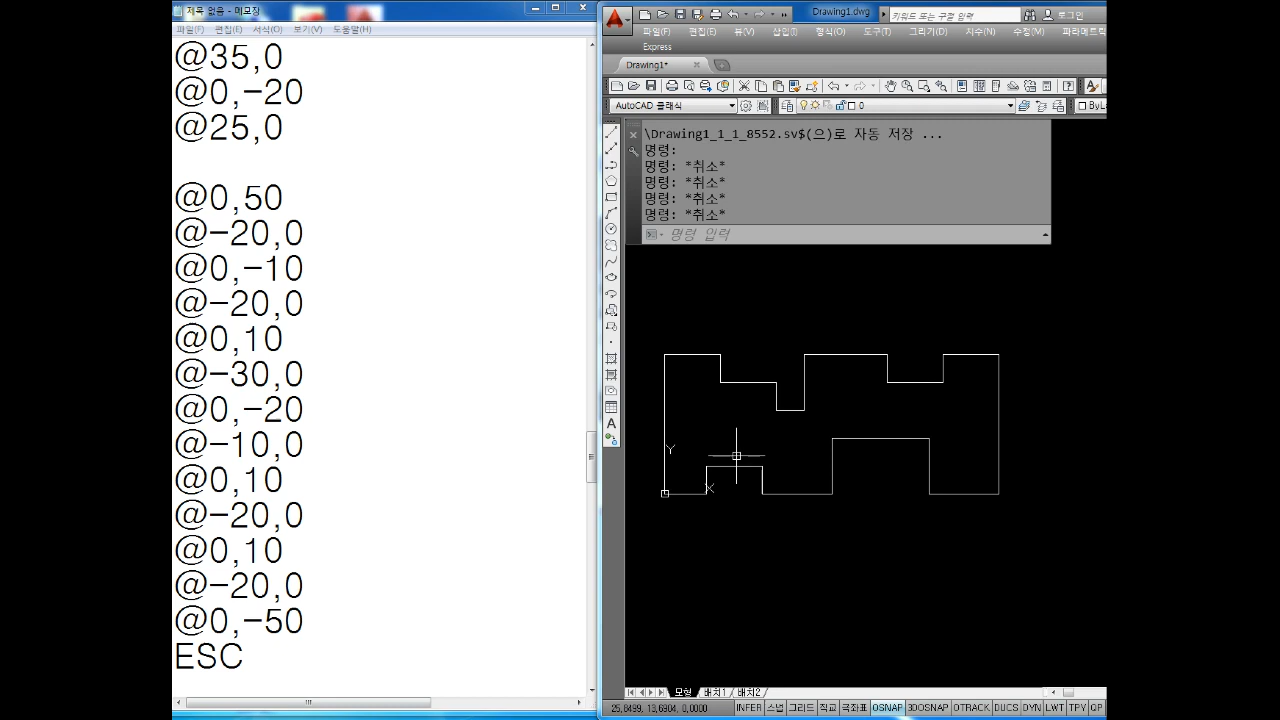 제목 없음 - 메모장
파일(F) 편집(E) 서식(O) 보기(V) 도움말(H)
@35,0
@0,-20
@25,0
@0,50
@-20,0
@0,-10
@-20,0
@0,10
@-30,0
@0,-20
@-10,0
@0,10
@-20,0
@0,10
@-20,0
@0,-50
ESC
Drawing1.dwg
키워드 또는 구절 입력
로그인
파일(F) 편집(E) 뷰(V) 삽입(I) 형식(O) 도구(T) 그리기(D) 치수(N) 수정(M) 파라메트릭
Express
Drawing1*
AutoCAD 클래식
0
ByLa
\Drawing1_1_1_8552.sv$(으)로 자동 저장 ...
명령:
명령: *취소*
명령: *취소*
명령: *취소*
명령: *취소*
명령 입력
A
Y
X
모형 배치1 배치2
25,8499, 13,6904, 0,0000 INFER 스냅 그리드 직교 극좌표 OSNAP 3DOSNAP OTRACK DUCS DYN LWT TPY QP